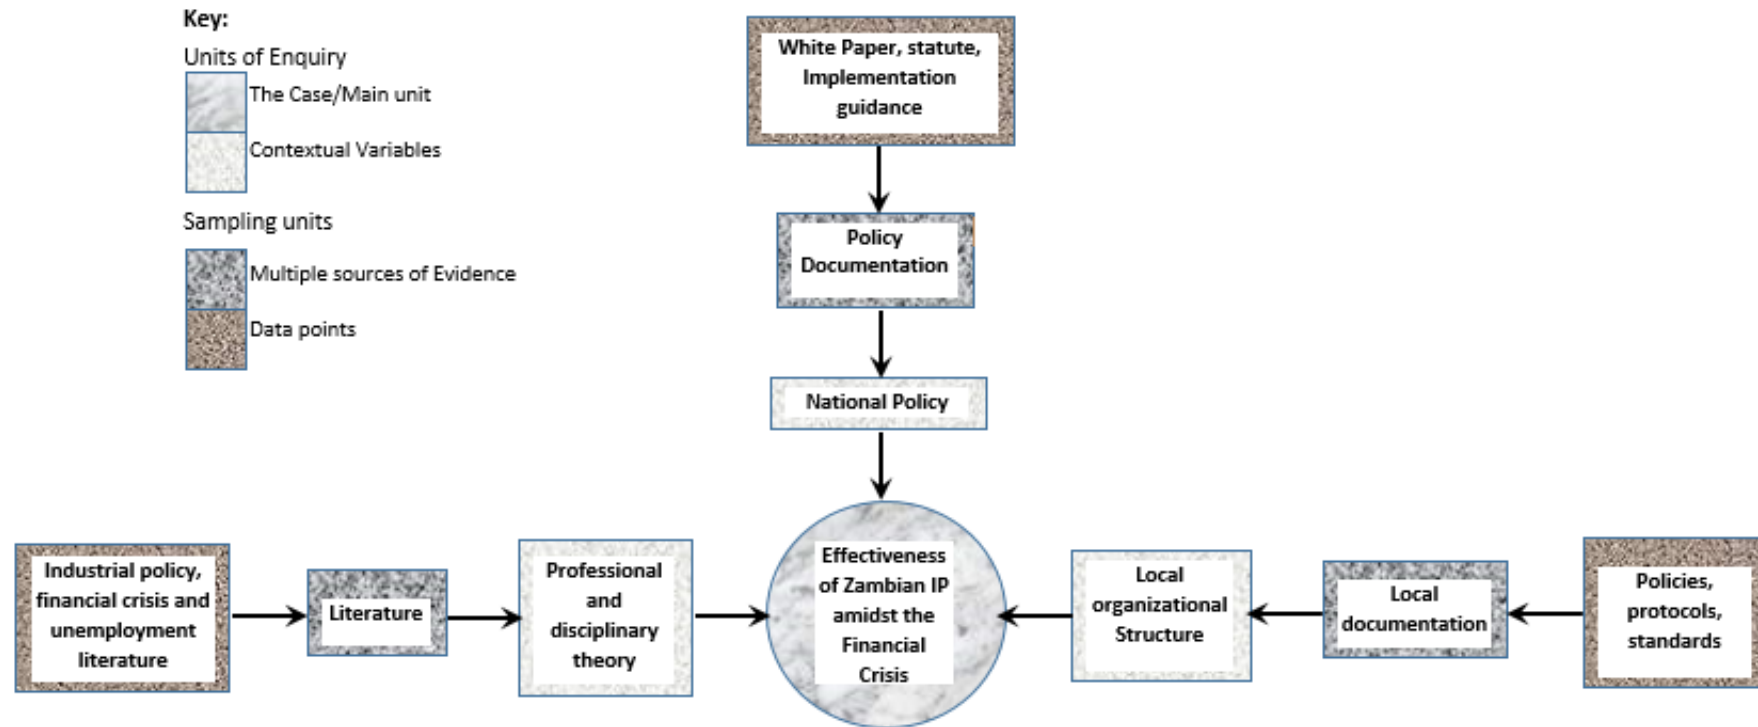 Key:
Units of Enquiry
The Case/Main unit
Contextual Variables
Sampling units
Multiple sources of Evidence
Data points
White Paper, statute,
Implementation
guidance
Policy
Documentation
National Policy
Industrial policy,
financial crisis and
unemployment
literature
Literature
Professional
and
disciplinary
theory
Effectiveness
of Zambian IP
amidst the
Financial
Crisis
Local
organizational
Structure
Local
documentation
Policies,
protocols,
standards